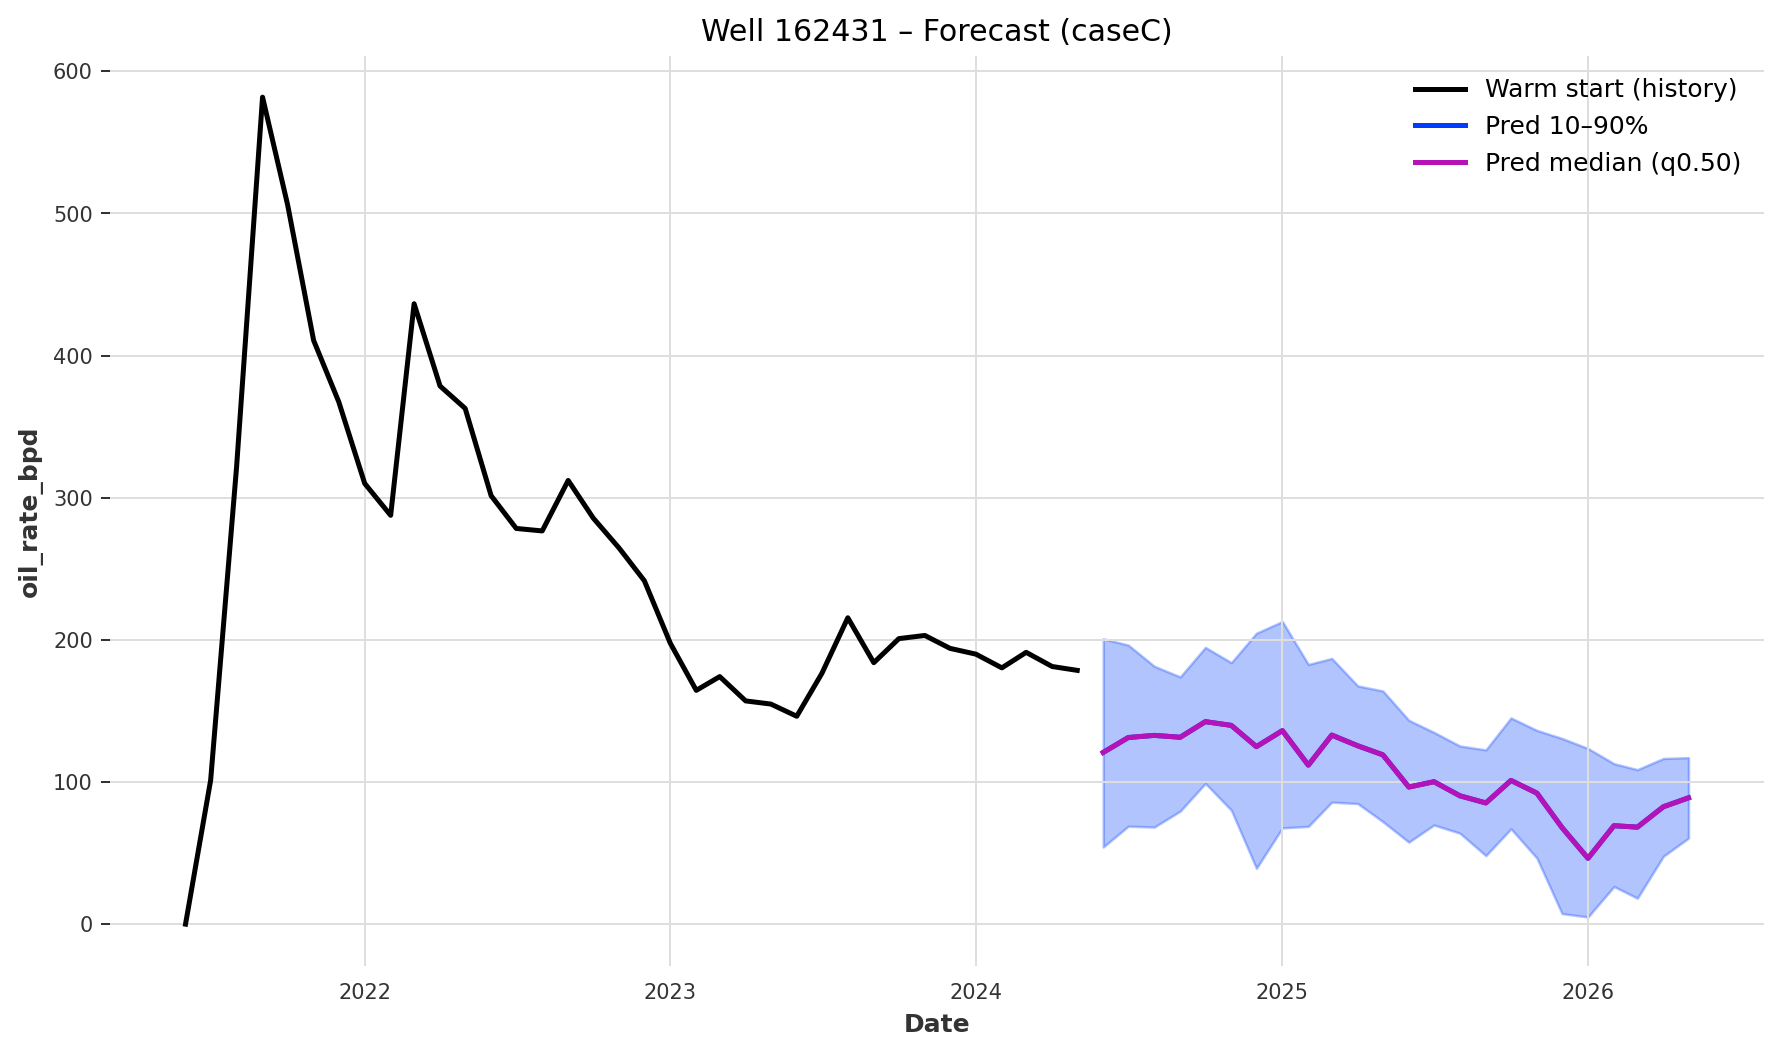 Well 162431 – Forecast (caseC)
Warm start (history)
Pred 10–90%
Pred median (q0.50)
oil_rate_bpd
600
500
400
300
200
100
0
2022
2023
2024
2025
2026
Date